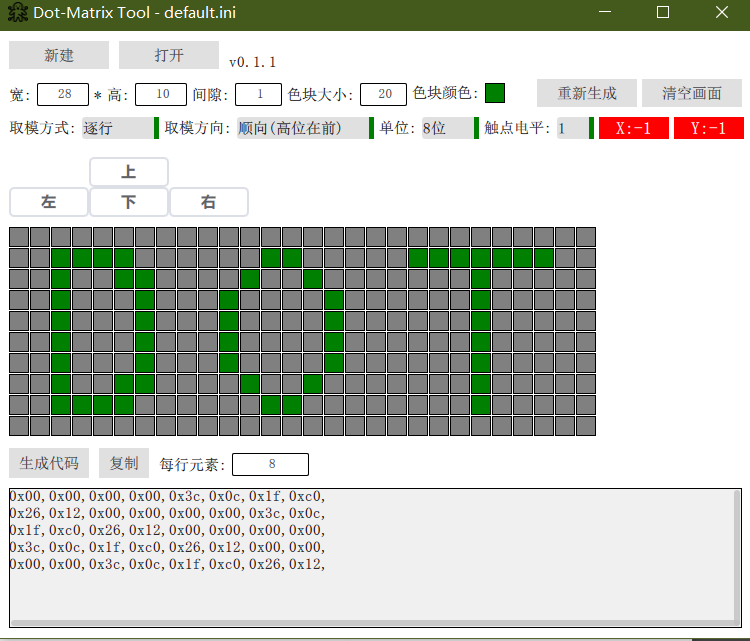 Dot-Matrix Tool - default.ini
新建 打开 v0.1.1
宽: 28 * 高: 10 间隙: 1 色块大小: 20 色块颜色: 重新生成 清空画面
取模方式: 逐行 取模方向: 顺向(高位在前) 单位: 8位 触点电平: 1 X:-1 Y:-1
上
左 下 右
DOT
生成代码 复制 每行元素: 8
0x00,0x00,0x00,0x00,0x3c,0x0c,0x1f,0xc0,
0x26,0x12,0x00,0x00,0x00,0x00,0x3c,0x0c,
0x1f,0xc0,0x26,0x12,0x00,0x00,0x00,0x00,
0x3c,0x0c,0x1f,0xc0,0x26,0x12,0x00,0x00,
0x00,0x00,0x3c,0x0c,0x1f,0xc0,0x26,0x12,